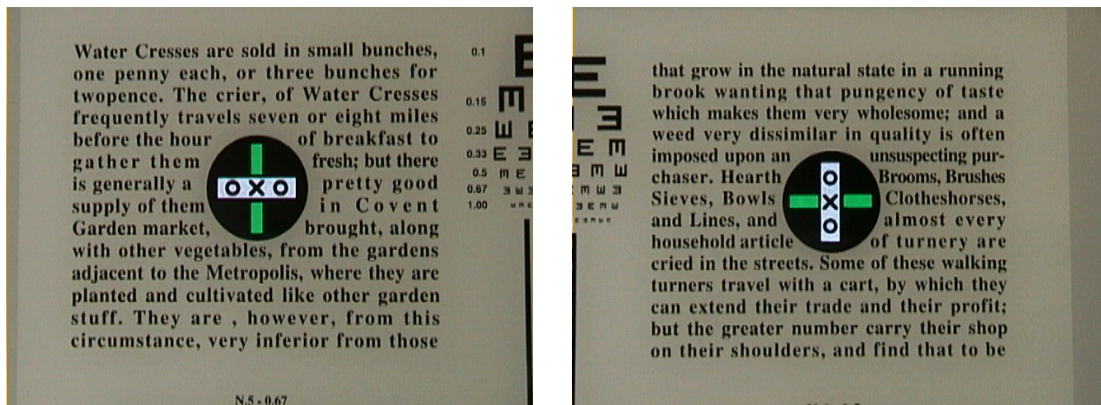 Water Cresses are sold in small bunches,
one penny each, or three bunches for
twopence. The crier, of Water Cresses
frequently travels seven or eight miles
before the hour of breakfast to
gather them fresh; but there
is generally a OXO pretty good
supply of them in Covent
Garden market, brought, along
with other vegetables, from the gardens
adjacent to the Metropolis, where they are
planted and cultivated like other garden
stuff. They are , however, from this
circumstance, very inferior from those
N.5 - 0.67
0.1 E
0.15 m
0.25
0.33
0.5
0.67
1.00
that grow in the natural state in a running
brook wanting that pungency of taste
which makes them very wholesome; and a
weed very dissimilar in quality is often
imposed upon an unsuspecting pur-
chaser. Hearth O Brooms, Brushes
Sieves, Bowls X Clotheshorses,
and Lines, and O almost every
household article of turnery are
cried in the streets. Some of these walking
turners travel with a cart, by which they
can extend their trade and their profit;
but the greater number carry their shop
on their shoulders, and find that to be